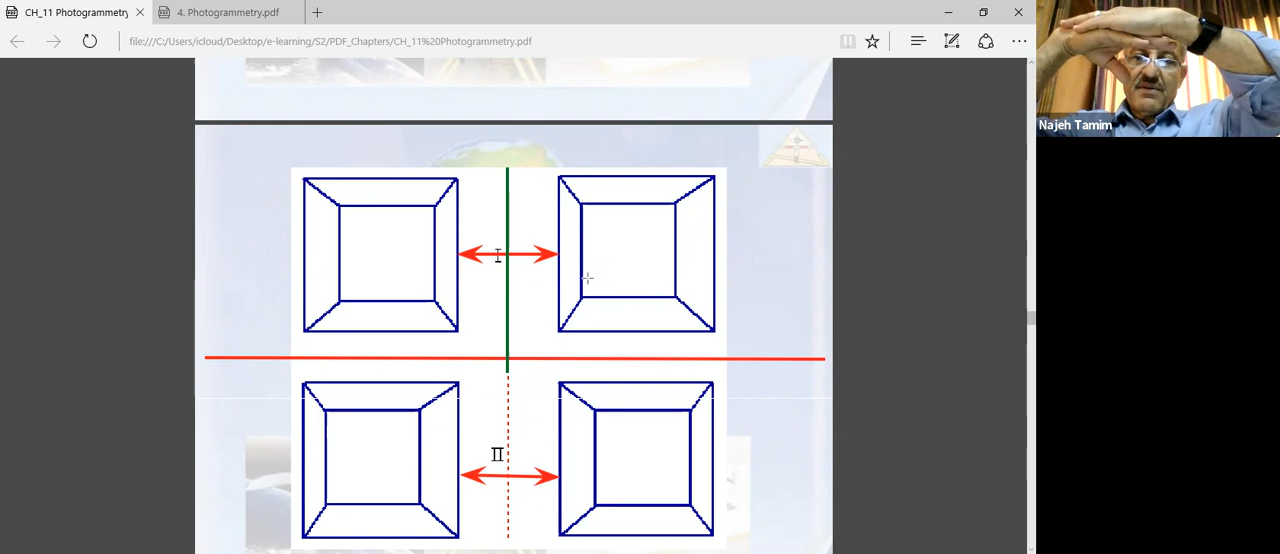 CH_11 Photogrammetry
4. Photogrammetry.pdf
file:///C:/Users/icloud/Desktop/e-learning/S2/PDF_Chapters/CH_11%20Photogrammetry.pdf
Najeh Tamim
I
II